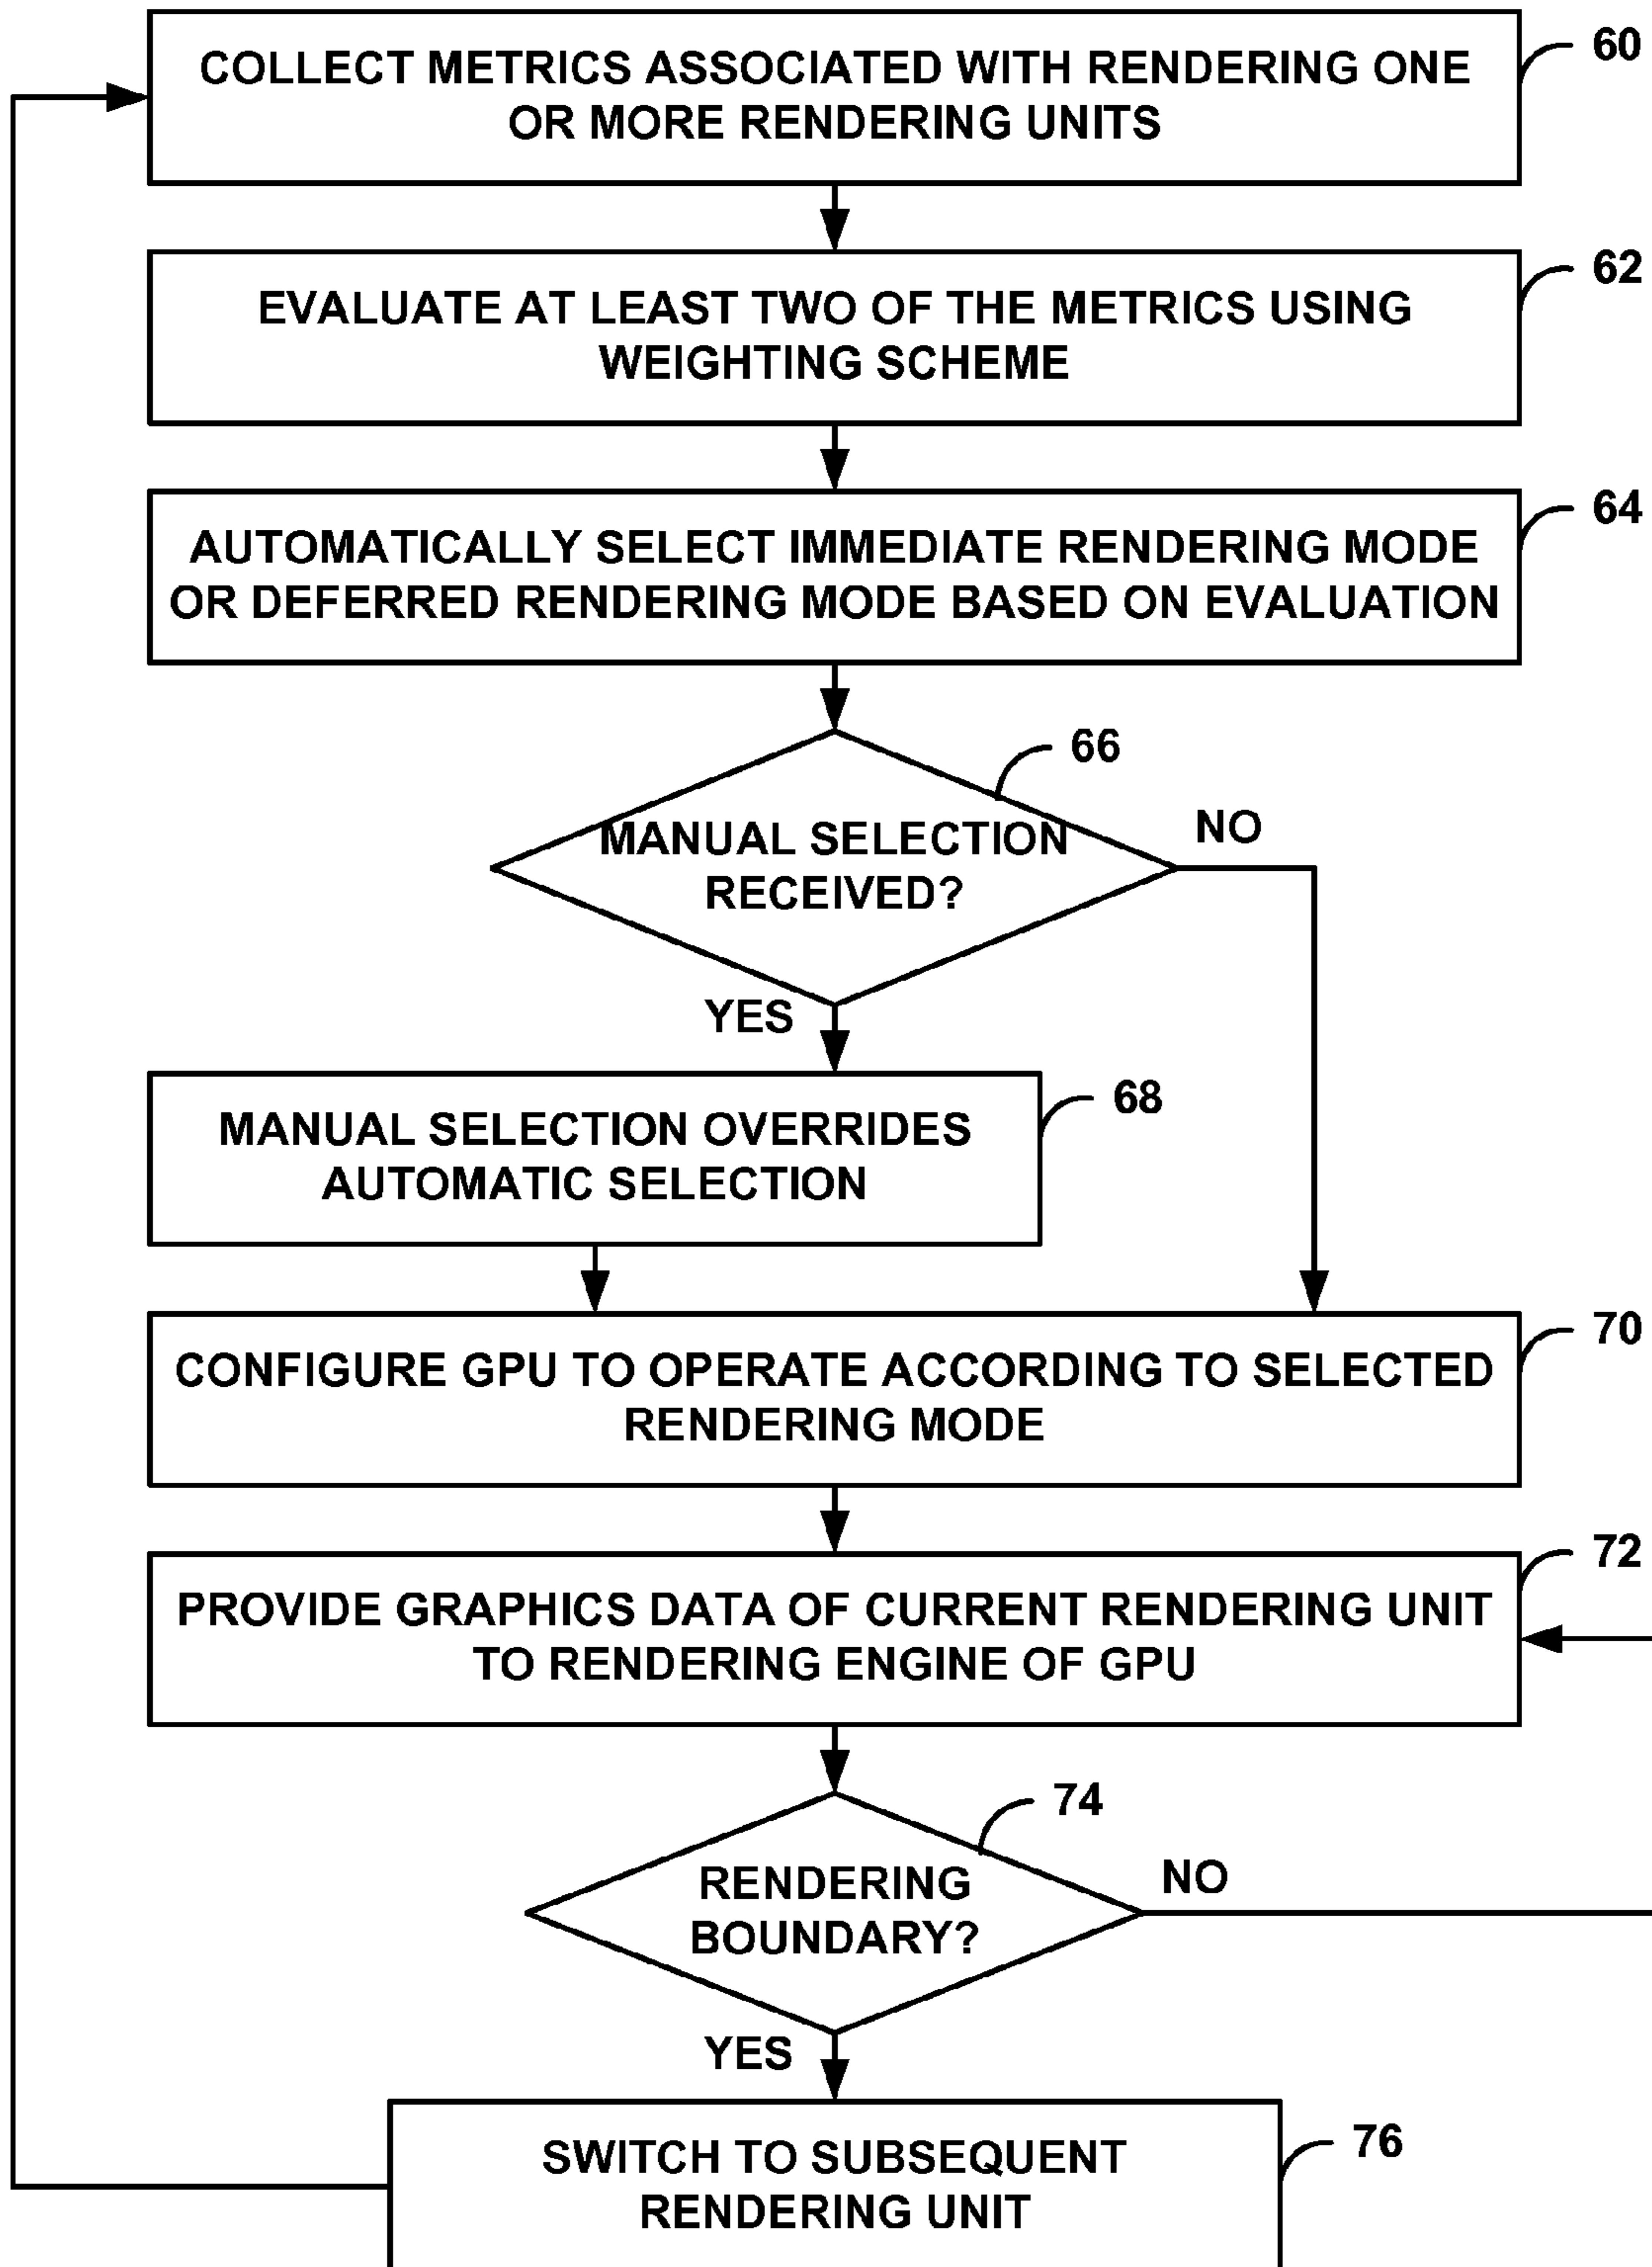 COLLECT METRICS ASSOCIATED WITH RENDERING ONE
OR MORE RENDERING UNITS
60
EVALUATE AT LEAST TWO OF THE METRICS USING
WEIGHTING SCHEME
62
AUTOMATICALLY SELECT IMMEDIATE RENDERING MODE
OR DEFERRED RENDERING MODE BASED ON EVALUATION
64
MANUAL SELECTION
RECEIVED?
66
NO
YES
MANUAL SELECTION OVERRIDES
AUTOMATIC SELECTION
68
CONFIGURE GPU TO OPERATE ACCORDING TO SELECTED
RENDERING MODE
70
PROVIDE GRAPHICS DATA OF CURRENT RENDERING UNIT
TO RENDERING ENGINE OF GPU
72
RENDERING
BOUNDARY?
74
NO
YES
SWITCH TO SUBSEQUENT
RENDERING UNIT
76